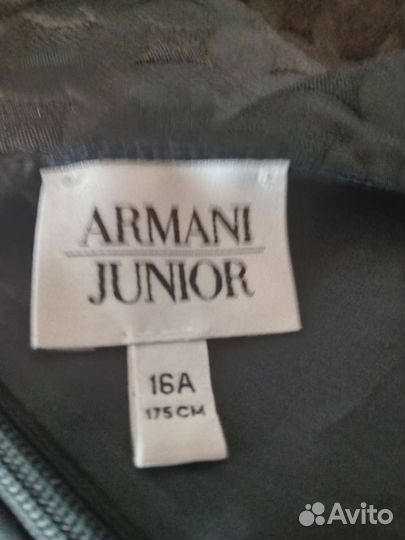 ARMANI
JUNIOR
16A
175 CM
Avito